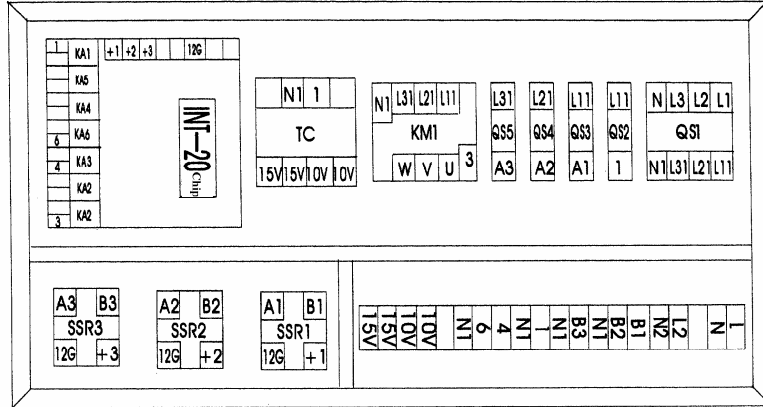 1 KA1 +1 +2 +3 12G
KA5
KA4
6 KA6
4 KA3
KA2
3 KA2
INT-20
Chip
N1 1
TC
15V 15V 10V 10V
N1 L31 L21 L11
KM1
W V U 3
L31
QS5
A3
L21
QS4
A2
L11
QS3
A1
L11
QS2
1
N L3 L2 L1
QS1
N1 L31 L21 L11
A3 B3
SSR3
12G +3
A2 B2
SSR2
12G +2
A1 B1
SSR1
12G +1
15V 15V 10V 10V N1 6 4 N1 1 N1 B3 N1 B2 B1 N2 L2 N L